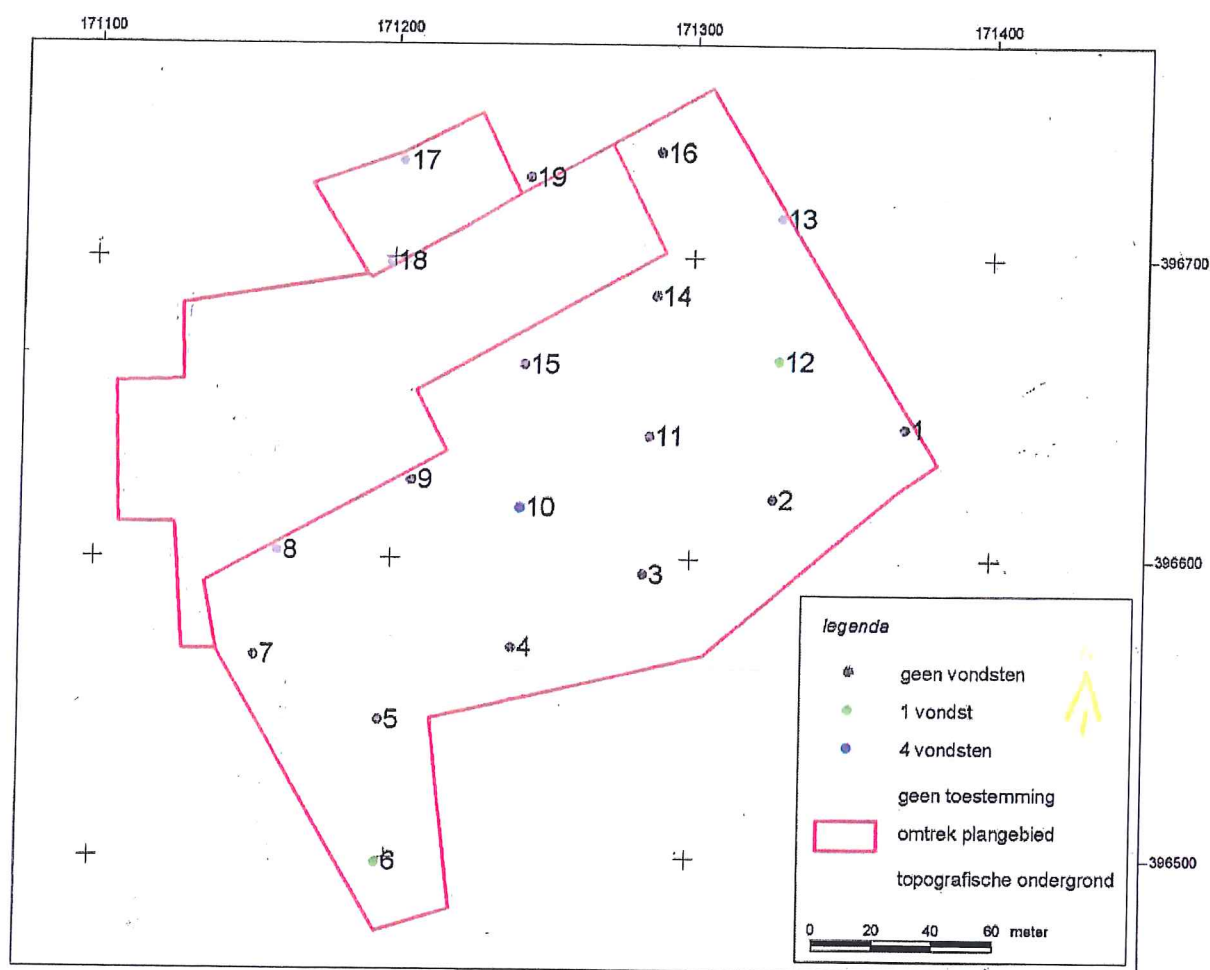 171100 171200 171300 171400
17
19
16
13
18
396700
14
15
12
11
1
9
10
2
8
3
396600
7
4
5
6
396500
legenda
geen vondsten
1 vondst
4 vondsten
geen toestemming
omtrek plangebied
topografische ondergrond
0 20 40 60 meter